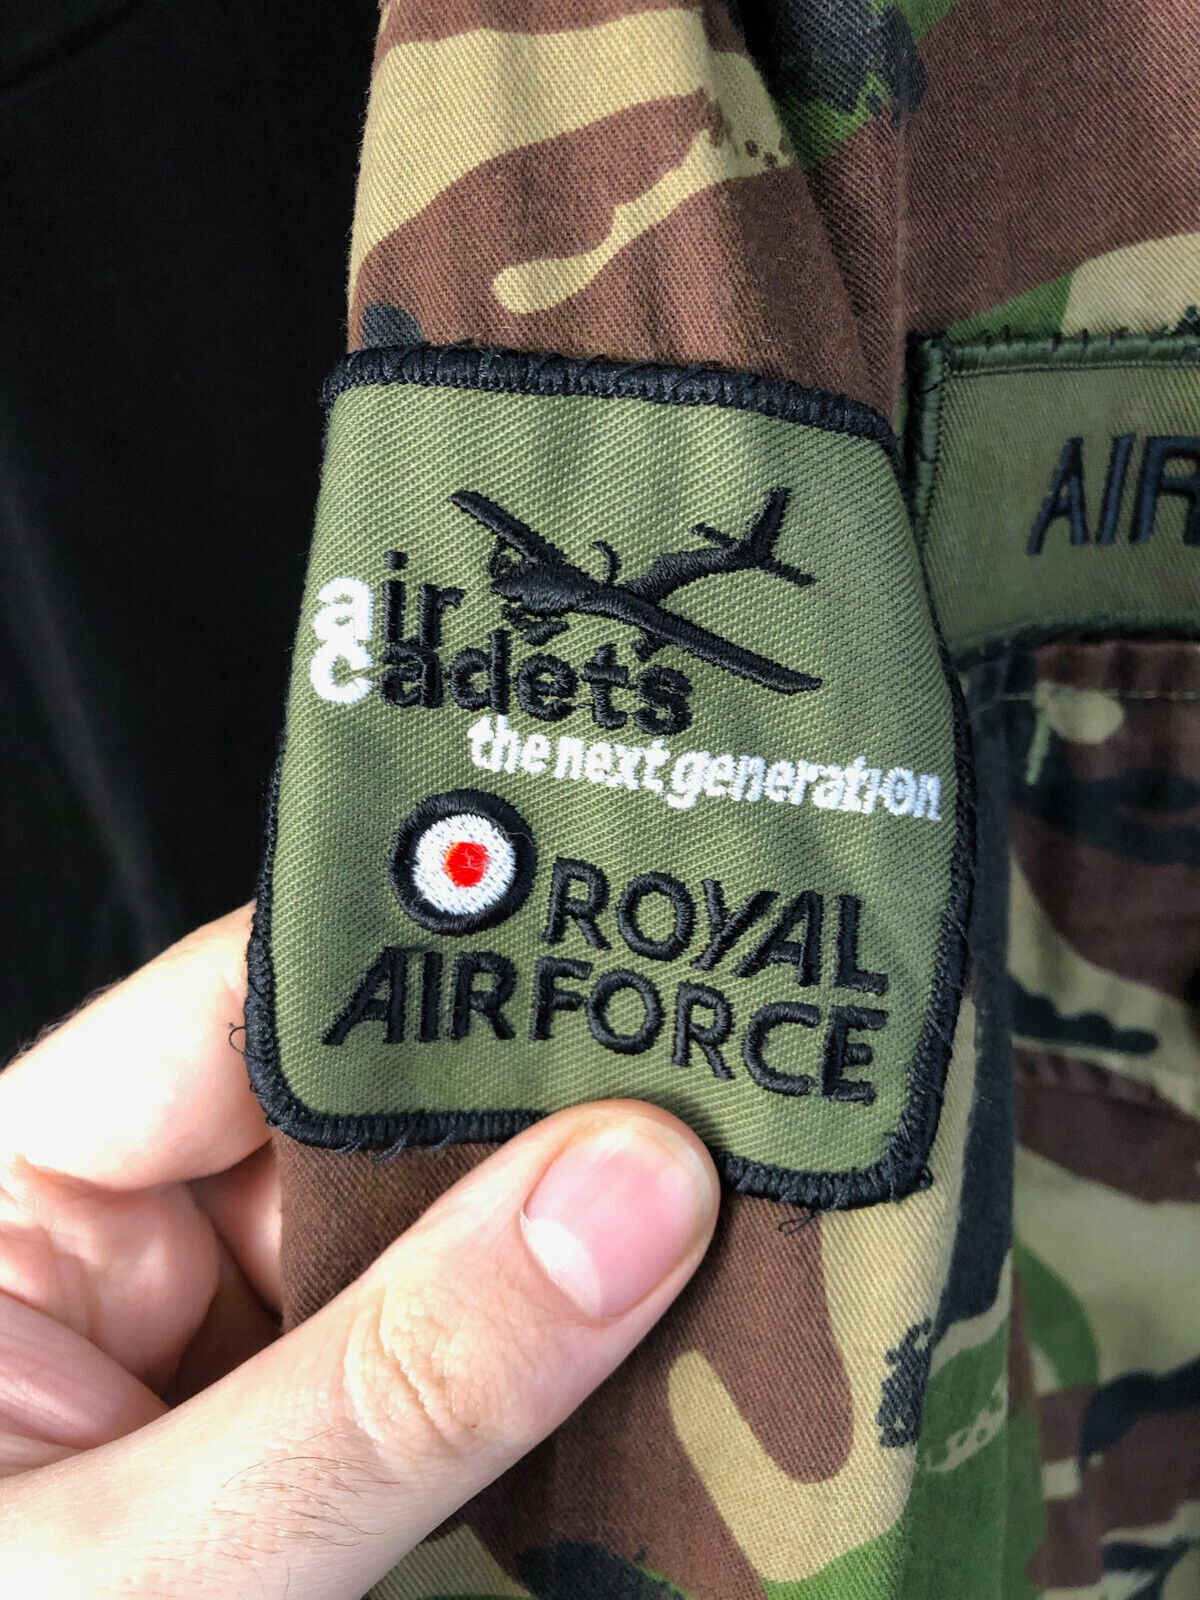 air
cadets
the next generation
ROYAL
AIR FORCE
AIR